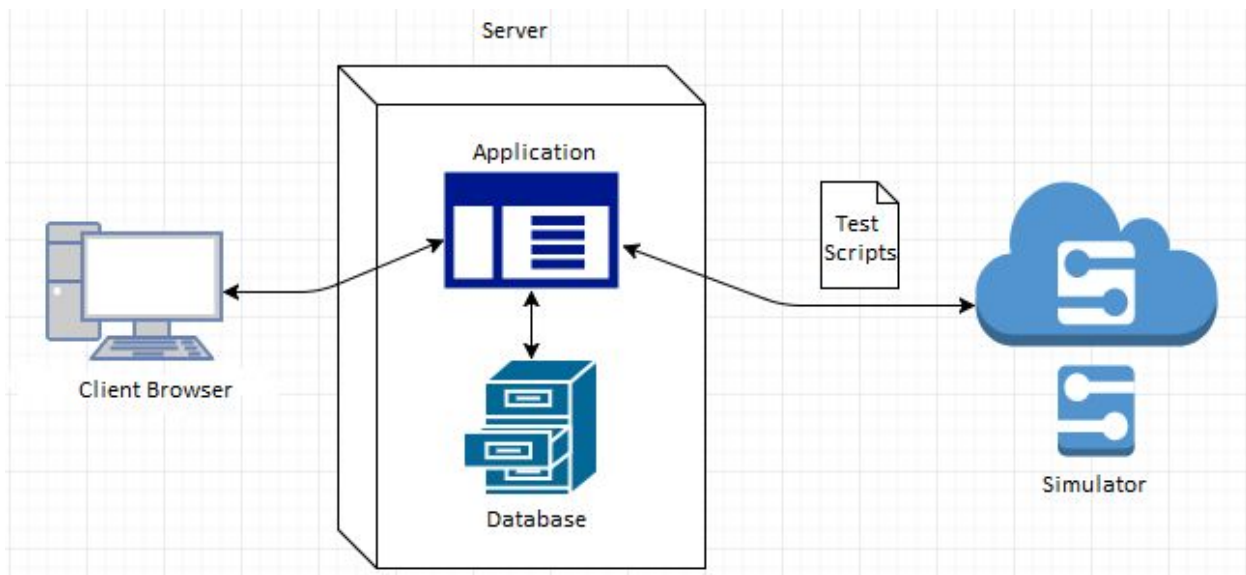 Server
Application
Test
Scripts
Client Browser
Simulator
Database